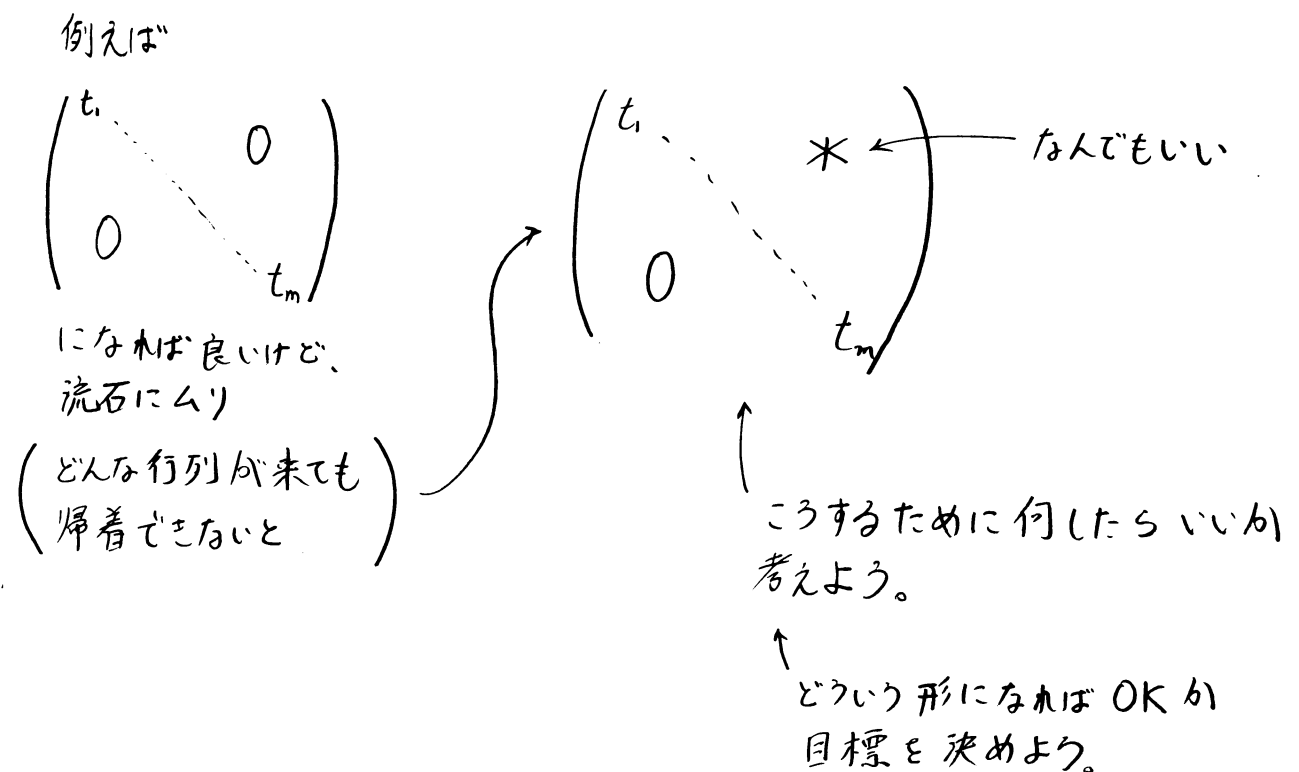 例えば
t₁ 0
0 tₘ
になれば良いけど、
流石にムリ
(どんな行列が来ても
帰着できないと)
t₁ * ← なんでもいい
0 tₘ
こうするために何したらいいか
考えよう。
どういう形になればOKか
目標を決めよう。